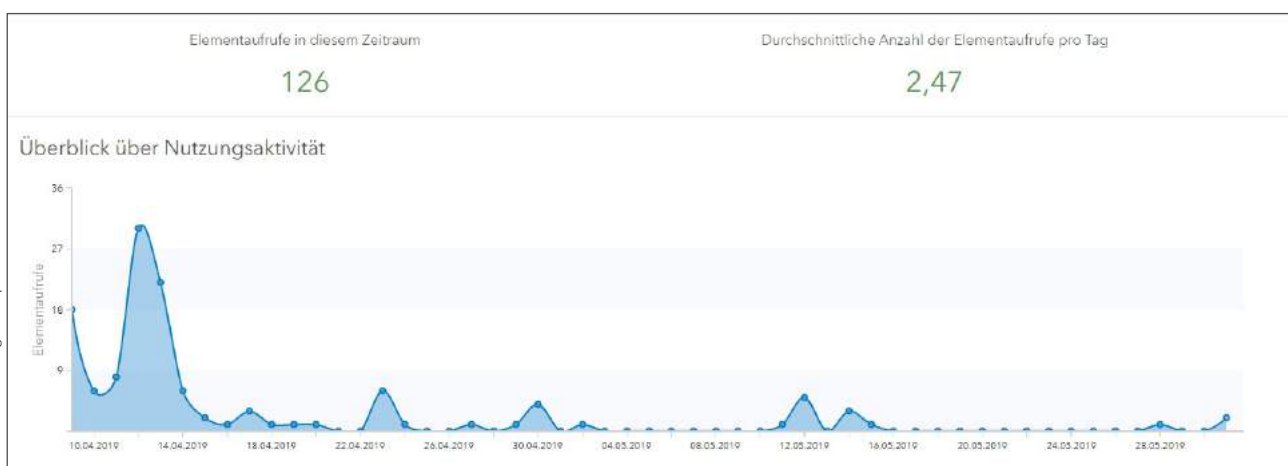 Elementaufrufe in diesem Zeitraum
Durchschnittliche Anzahl der Elementaufrufe pro Tag
126
2,47
Überblick über Nutzungsaktivität
36
27
18
9
Elementaufrufe
10.04.2019 14.04.2019 18.04.2019 22.04.2019 26.04.2019 30.04.2019 04.05.2019 08.05.2019 12.05.2019 16.05.2019 20.05.2019 24.05.2019 28.05.2019